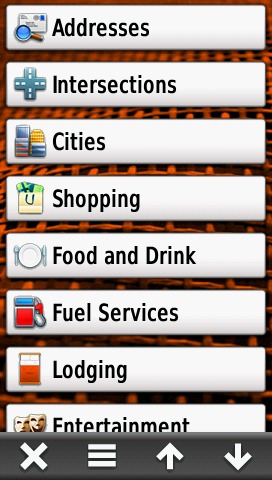 Addresses
Intersections
Cities
Shopping
Food and Drink
Fuel Services
Lodging
Entertainment